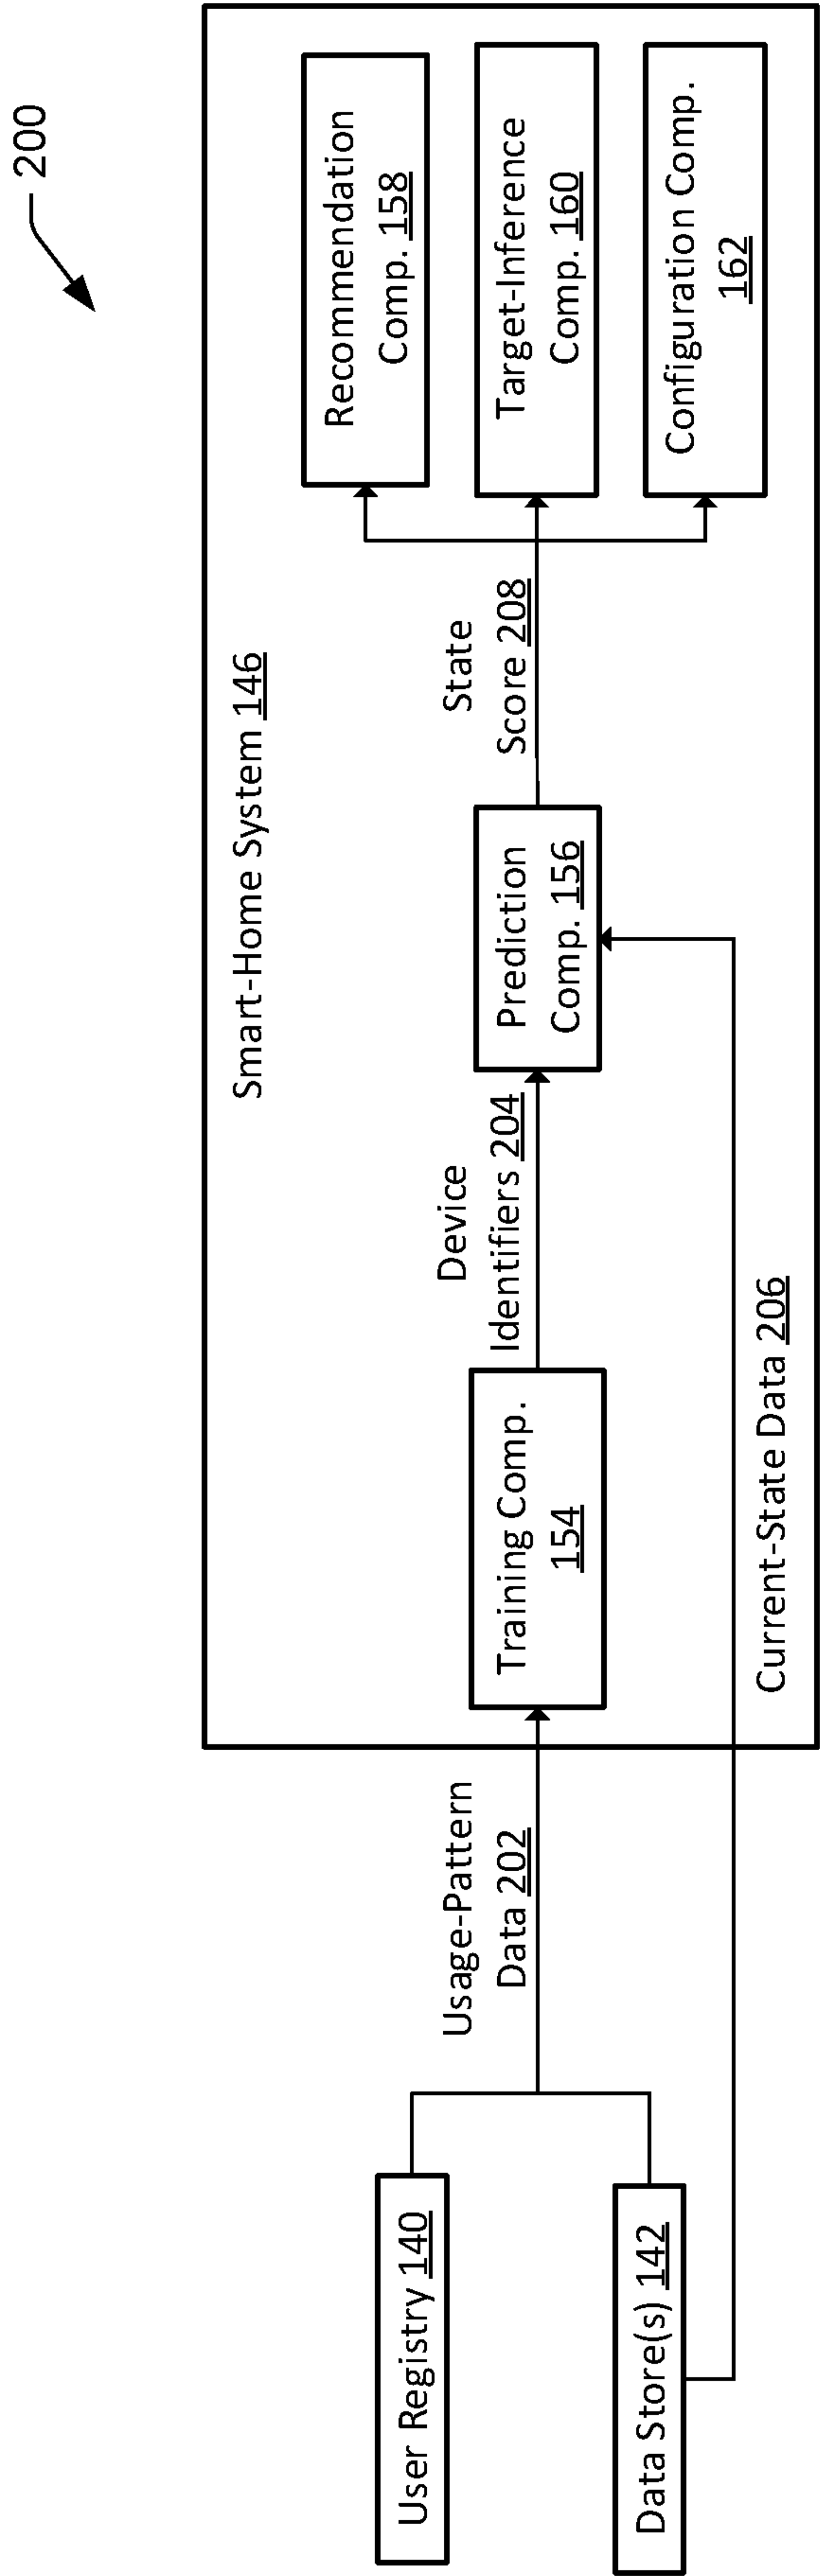 200
Smart-Home System 146
User Registry 140
Data Store(s) 142
Usage-Pattern
Data 202
Training Comp.
154
Device
Identifiers 204
Prediction
Comp. 156
State
Score 208
Recommendation
Comp. 158
Target-Inference
Comp. 160
Configuration Comp.
162
Current-State Data 206